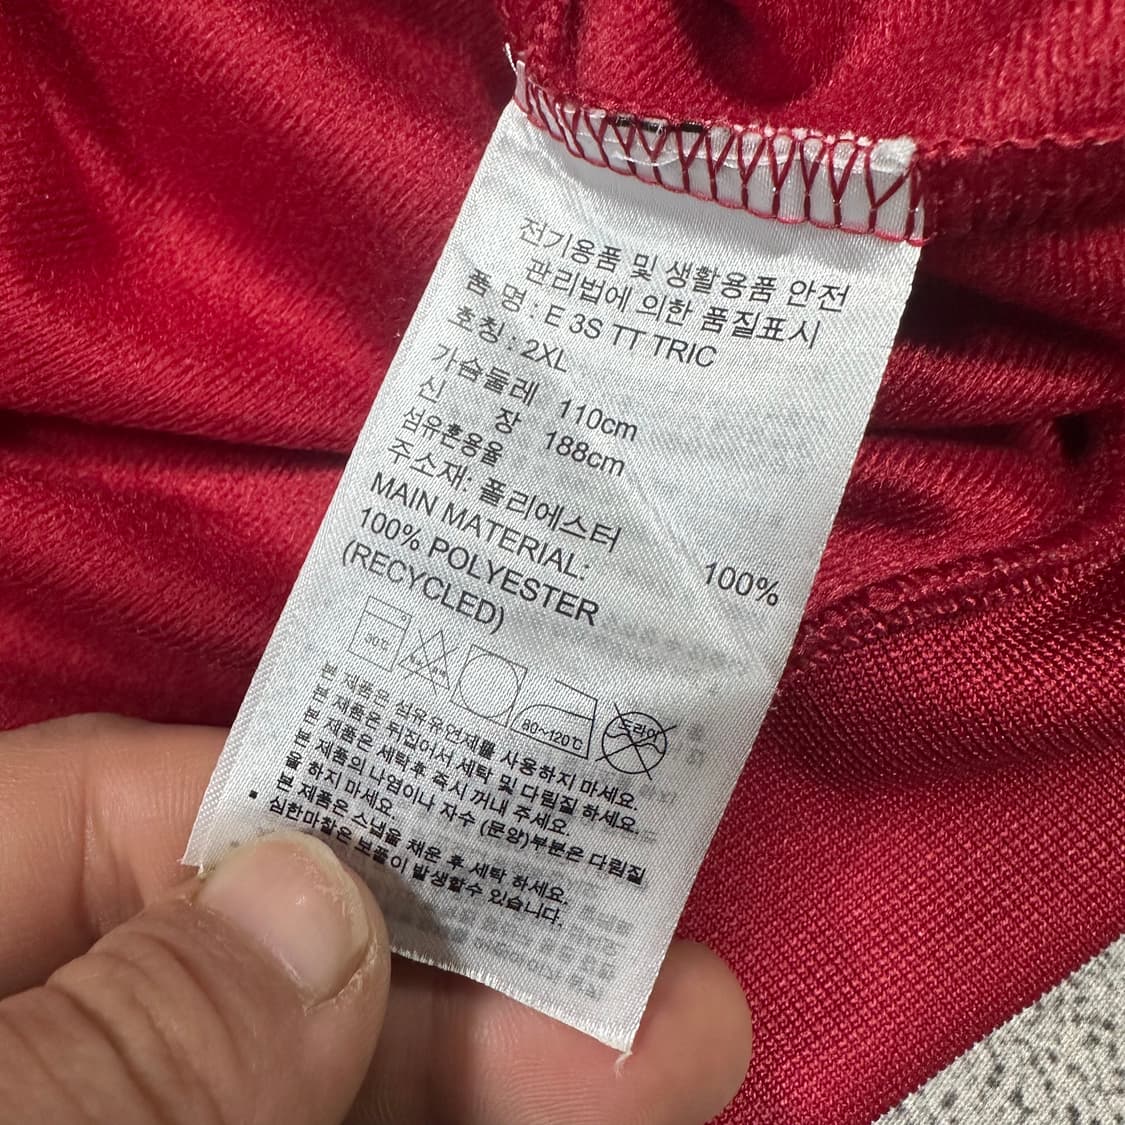 전기용품 및 생활용품 안전
관리법에 의한 품질표시
품 명 : E 3S TT TRIC
호칭 : 2XL
가슴둘레 110cm
신 장 188cm
섬유혼용율
주소재: 폴리에스터 100%
MAIN MATERIAL:
100% POLYESTER
(RECYCLED)
30℃ 80~120℃ 드라이
본 제품은 섬유유연제를 사용하지 마세요.
본 제품은 뒤집어서 세탁 및 다림질 하세요.
본 제품은 세탁후 즉시 꺼내 주세요.
본 제품의 나염이나 자수 (문양)부분은 다림질
을 하지 마세요.
본 제품은 스냅을 채운 후 세탁 하세요.
심한마찰은 보풀이 발생할수 있습니다.